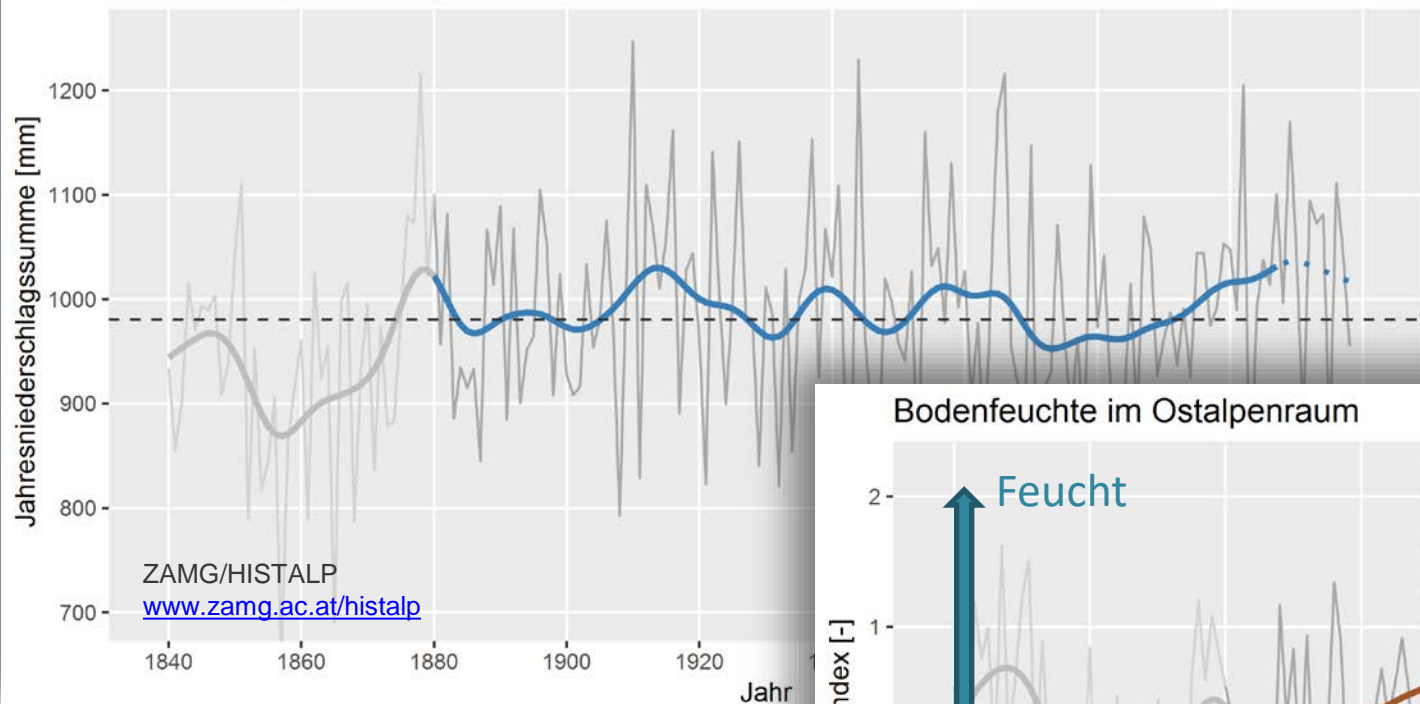 1200
1100
1000
900
800
700
Jahresniederschlagssumme [mm]
ZAMG/HISTALP
www.zamg.ac.at/histalp
1840
1860
1880
1900
1920
Jahr
Bodenfeuchte im Ostalpenraum
Feucht
2
1
ndex [-]